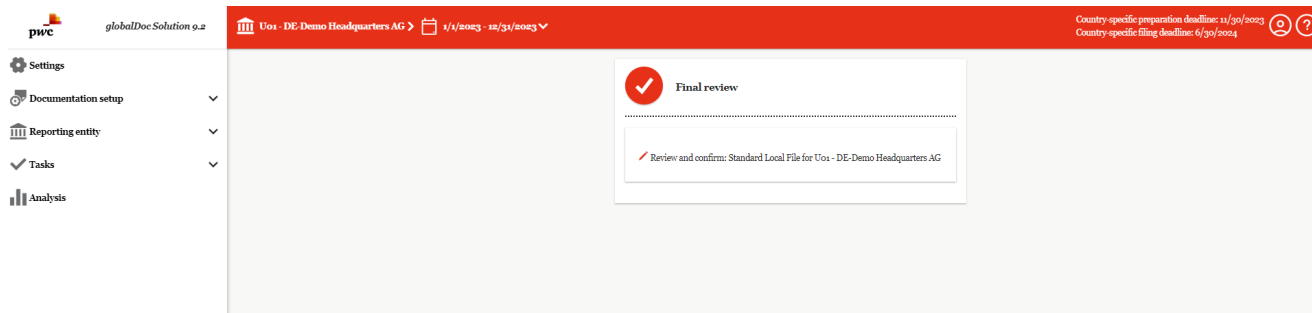 pwc
globalDoc Solution 9.2
U01 - DE-Demo Headquarters AG
1/1/2023 - 12/31/2023
Country-specific preparation deadline: 11/30/2023
Country-specific filing deadline: 6/30/2024
?
Settings
Documentation setup
Reporting entity
Tasks
Analysis
Final review
Review and confirm: Standard Local File for U01 - DE-Demo Headquarters AG